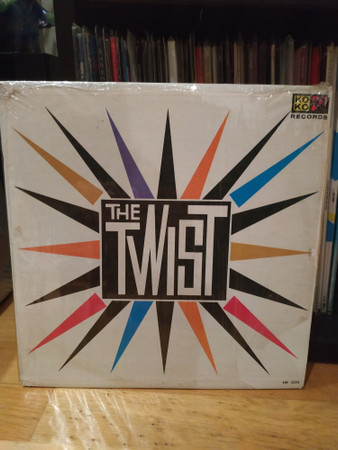 KO
KO
RECORDS
THE
TWIST